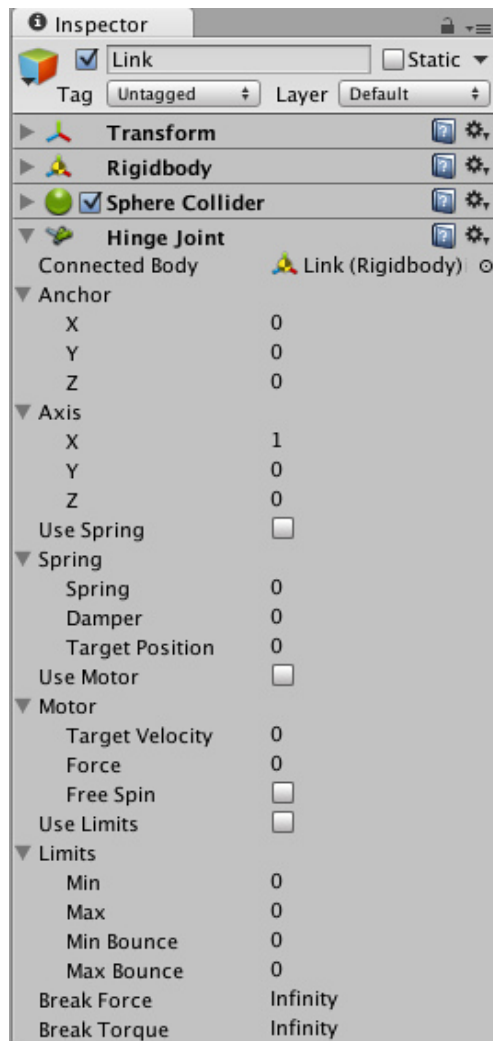 Inspector
Link Static
Tag Untagged Layer Default
Transform
Rigidbody
Sphere Collider
Hinge Joint
Connected Body Link (Rigidbody)
Anchor
X 0
Y 0
Z 0
Axis
X 1
Y 0
Z 0
Use Spring
Spring
Spring 0
Damper 0
Target Position 0
Use Motor
Motor
Target Velocity 0
Force 0
Free Spin
Use Limits
Limits
Min 0
Max 0
Min Bounce 0
Max Bounce 0
Break Force Infinity
Break Torque Infinity